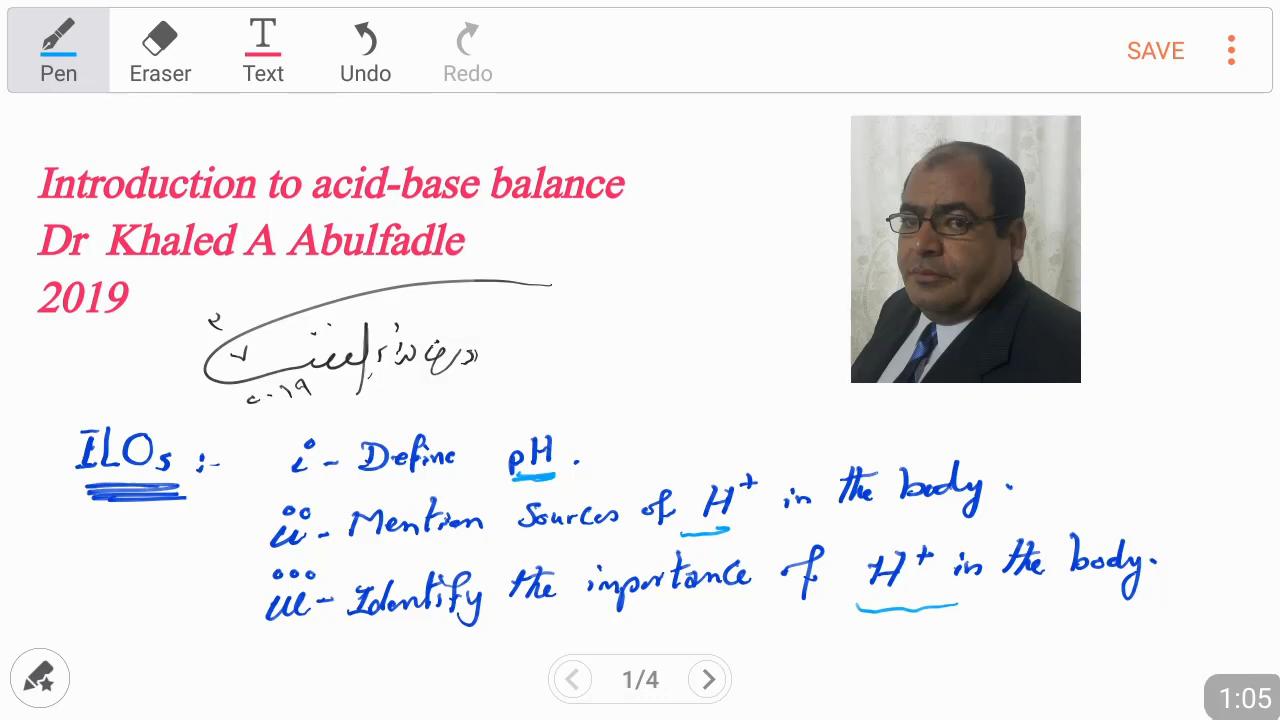 Pen Eraser Text Undo Redo SAVE
Introduction to acid-base balance
Dr Khaled A Abulfadle
2019
ILOs :- i - Define pH .
ii - Mention sources of H+ in the body .
iii - Identify the importance of H+ in the body .
1/4
1:05